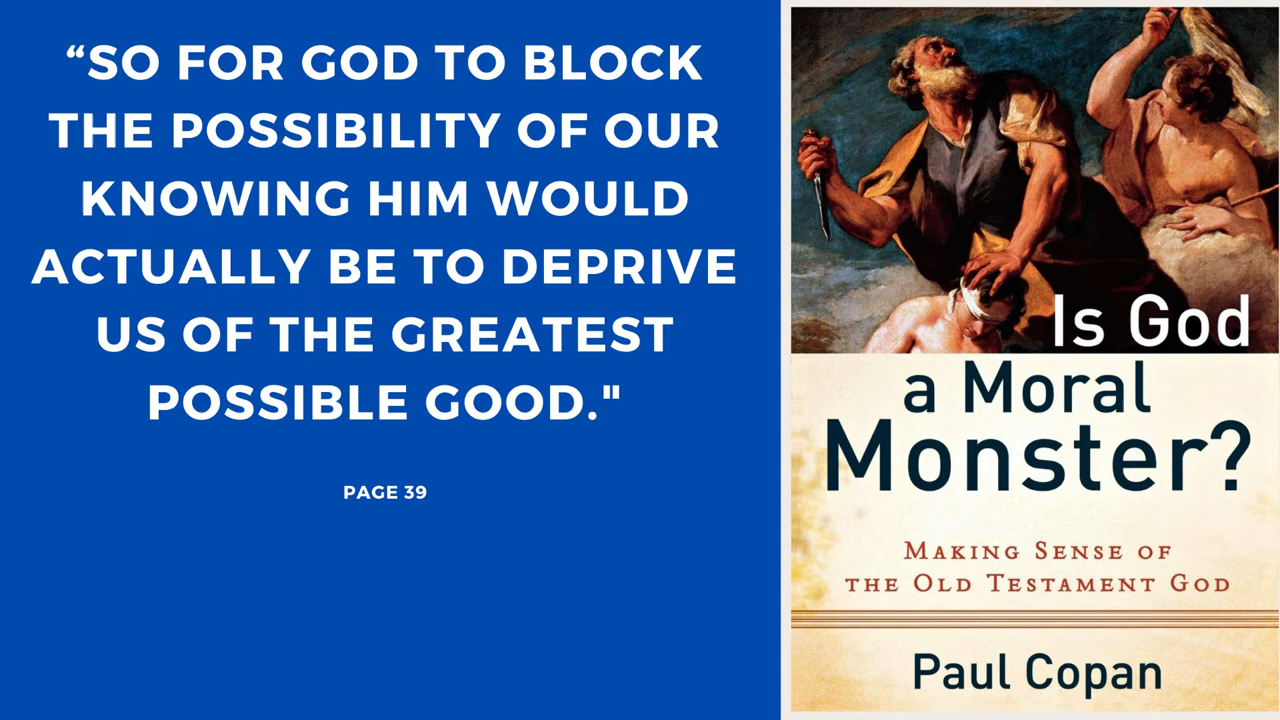 “SO FOR GOD TO BLOCK
THE POSSIBILITY OF OUR
KNOWING HIM WOULD
ACTUALLY BE TO DEPRIVE
US OF THE GREATEST
POSSIBLE GOOD."
PAGE 39
Is God
a Moral
Monster?
Making Sense of
the Old Testament God
Paul Copan